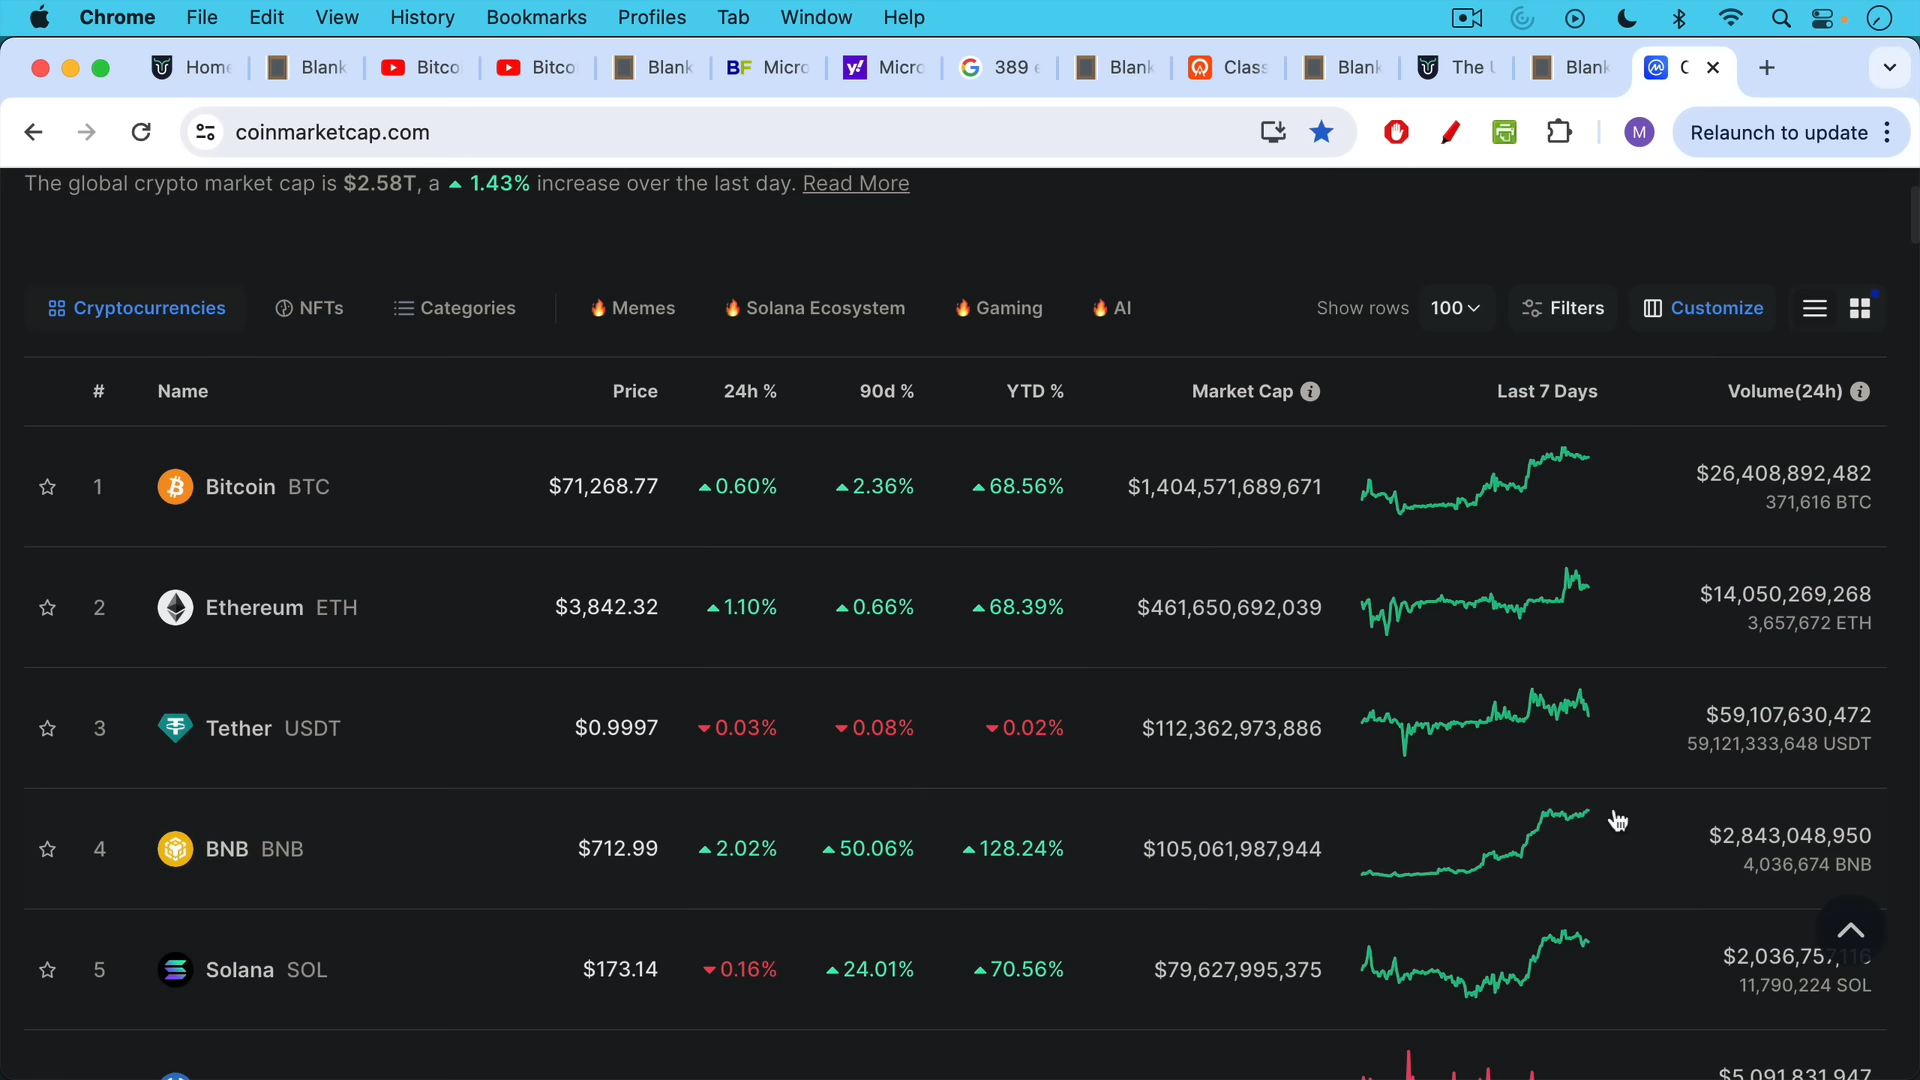 Chrome File Edit View History Bookmarks Profiles Tab Window Help
Home Blank Bitco Bitco Blank BF Micro y! Micro G 389 e Blank Class Blank The U Blank C
coinmarketcap.com M Relaunch to update
The global crypto market cap is $2.58T, a 1.43% increase over the last day. Read More
Cryptocurrencies NFTs Categories Memes Solana Ecosystem Gaming AI Show rows 100 Filters Customize
# Name Price 24h % 90d % YTD % Market Cap Last 7 Days Volume(24h)
1 Bitcoin BTC $71,268.77 0.60% 2.36% 68.56% $1,404,571,689,671 $26,408,892,482
371,616 BTC
2 Ethereum ETH $3,842.32 1.10% 0.66% 68.39% $461,650,692,039 $14,050,269,268
3,657,672 ETH
3 Tether USDT $0.9997 0.03% 0.08% 0.02% $112,362,973,886 $59,107,630,472
59,121,333,648 USDT
4 BNB BNB $712.99 2.02% 50.06% 128.24% $105,061,987,944 $2,843,048,950
4,036,674 BNB
5 Solana SOL $173.14 0.16% 24.01% 70.56% $79,627,995,375 $2,036,757,116
11,790,224 SOL
$5,091,831,947